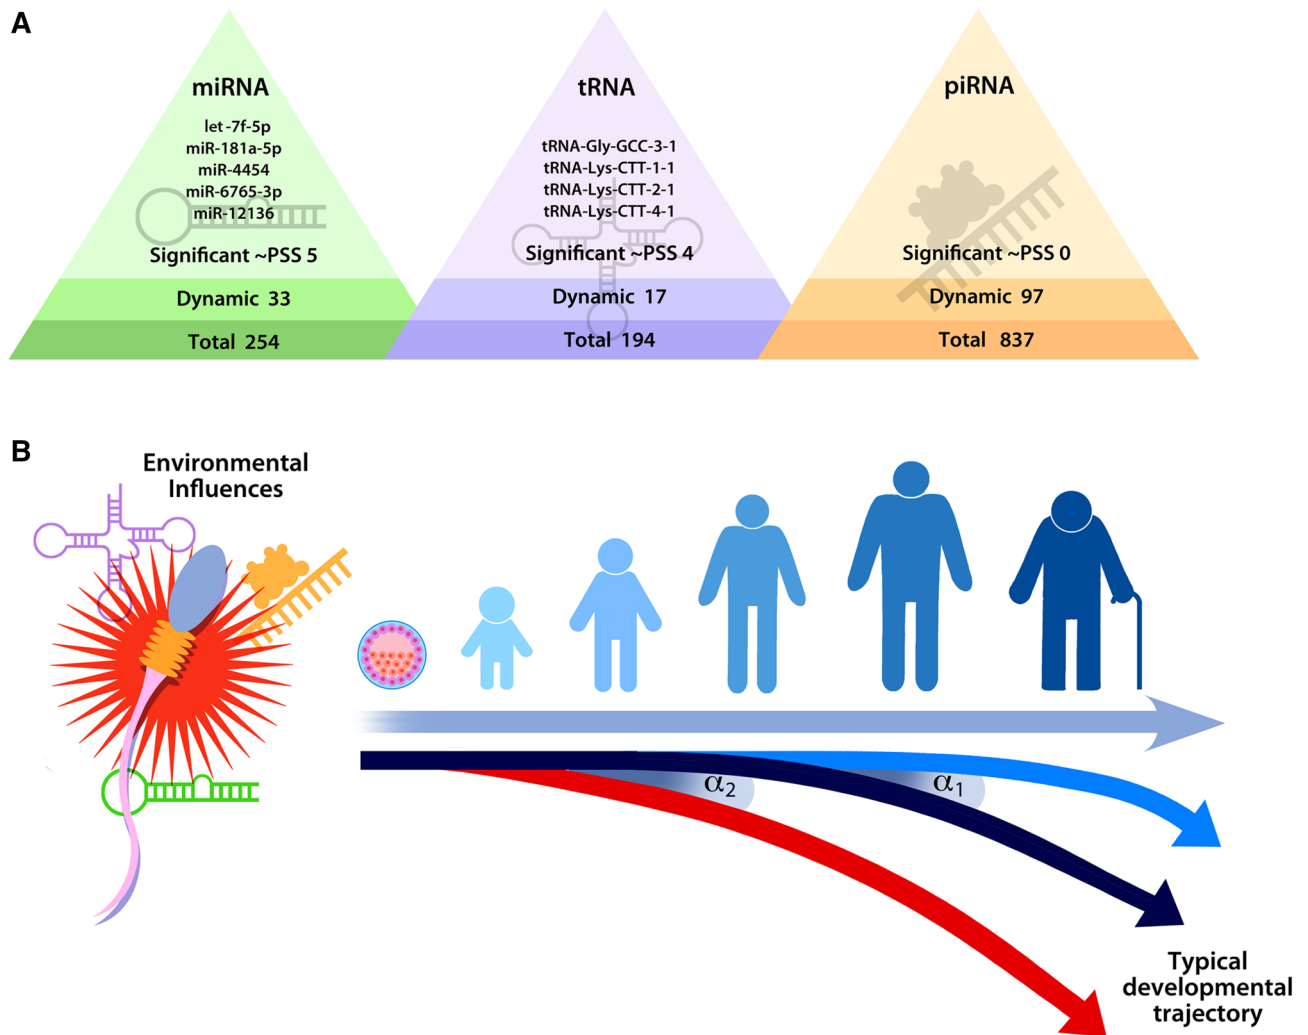 A
miRNA
let-7f-5p
miR-181a-5p
miR-4454
miR-6765-3p
miR-12136
Significant ~PSS 5
Dynamic 33
Total 254
tRNA
tRNA-Gly-GCC-3-1
tRNA-Lys-CTT-1-1
tRNA-Lys-CTT-2-1
tRNA-Lys-CTT-4-1
Significant ~PSS 4
Dynamic 17
Total 194
piRNA
Significant ~PSS 0
Dynamic 97
Total 837
B
Environmental
Influences
α2
α1
Typical
developmental
trajectory